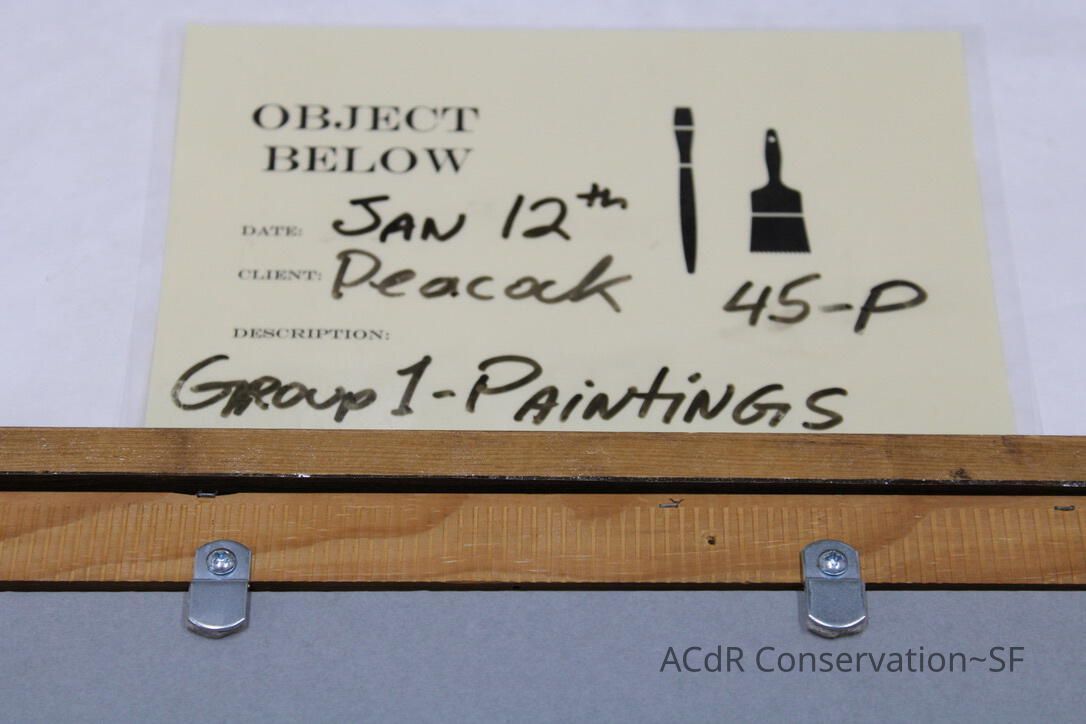 OBJECT
BELOW
DATE: JAN 12th
CLIENT: Peacock
45-P
DESCRIPTION:
GROUP 1-PAINTINGS
ACdR Conservation~SF